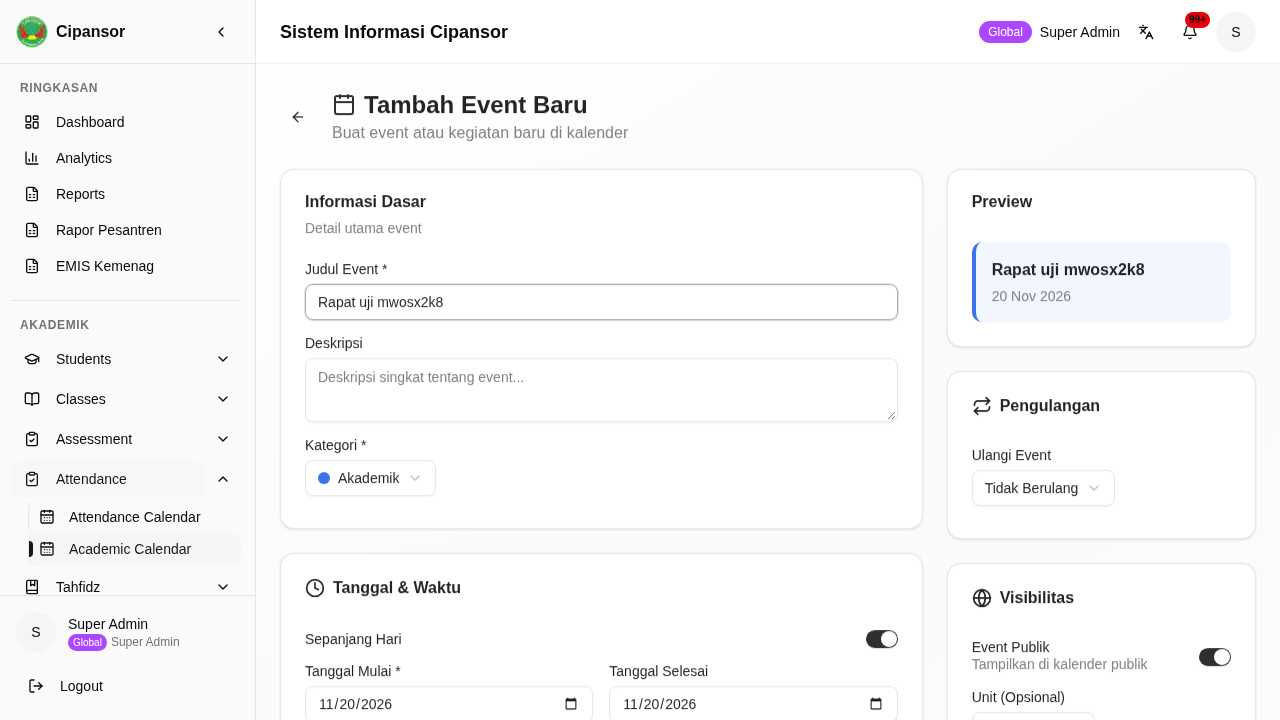 Cipansor
RINGKASAN
Dashboard
Analytics
Reports
Rapor Pesantren
EMIS Kemenag
AKADEMIK
Students
Classes
Assessment
Attendance
Attendance Calendar
Academic Calendar
Tahfidz
S
Super Admin
Global Super Admin
Logout
Sistem Informasi Cipansor
Global Super Admin
99+
S
Tambah Event Baru
Buat event atau kegiatan baru di kalender
Informasi Dasar
Detail utama event
Judul Event *
Rapat uji mwosx2k8
Deskripsi
Deskripsi singkat tentang event...
Kategori *
Akademik
Tanggal & Waktu
Sepanjang Hari
Tanggal Mulai * Tanggal Selesai
11/20/2026 11/20/2026
Preview
Rapat uji mwosx2k8
20 Nov 2026
Pengulangan
Ulangi Event
Tidak Berulang
Visibilitas
Event Publik
Tampilkan di kalender publik
Unit (Opsional)